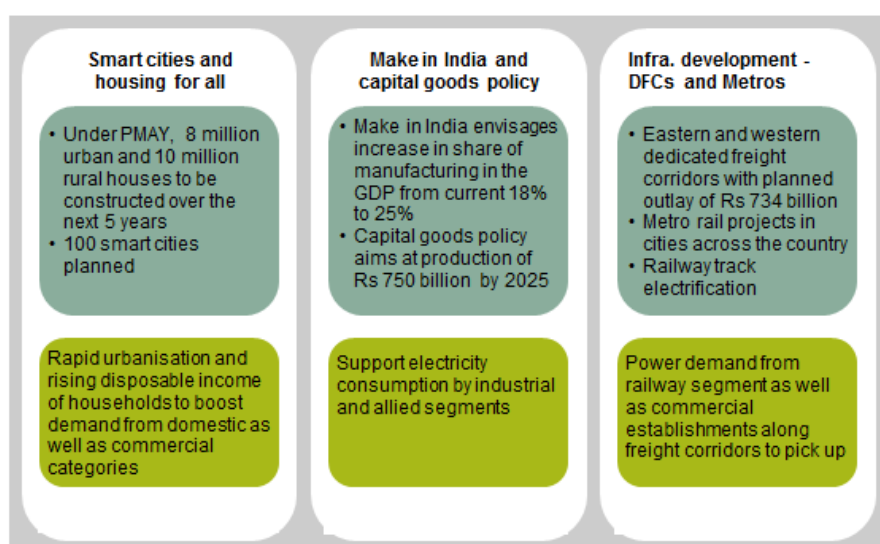 Smart cities and
housing for all
• Under PMAY, 8 million
urban and 10 million
rural houses to be
constructed over the
next 5 years
• 100 smart cities
planned
Rapid urbanisation and
rising disposable income
of households to boost
demand from domestic as
well as commercial
categories
Make in India and
capital goods policy
• Make in India envisages
increase in share of
manufacturing in the
GDP from current 18%
to 25%
• Capital goods policy
aims at production of
Rs 750 billion by 2025
Support electricity
consumption by industrial
and allied segments
Infra. development -
DFCs and Metros
• Eastern and western
dedicated freight
corridors with planned
outlay of Rs 734 billion
• Metro rail projects in
cities across the country
• Railway track
electrification
Power demand from
railway segment as well
as commercial
establishments along
freight corridors to pick up